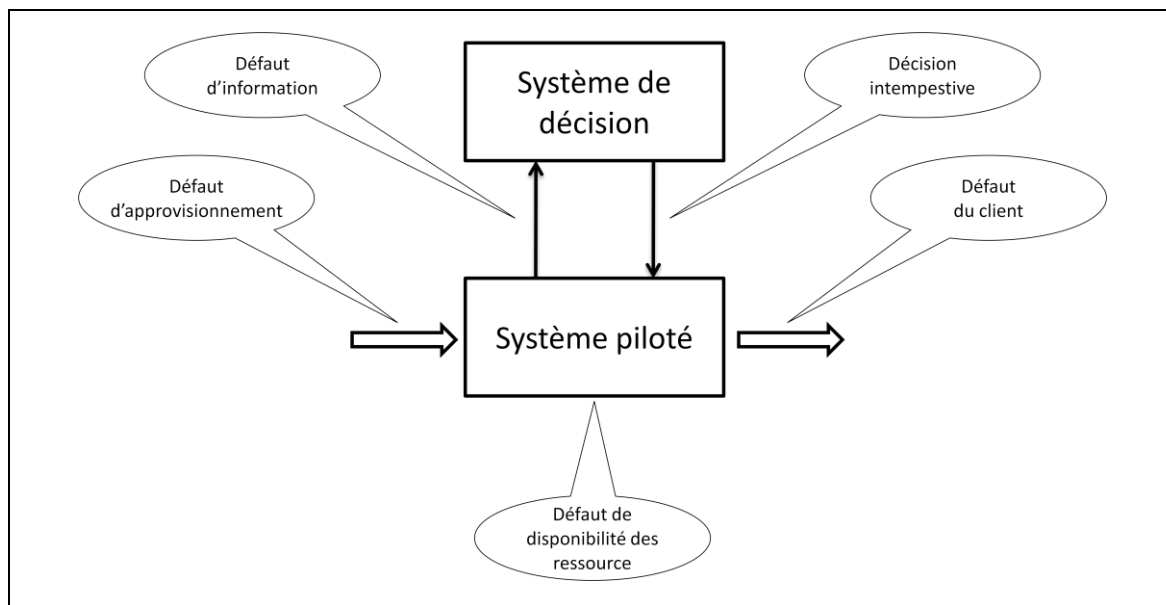 Défaut
d'information
Système de
décision
Décision
intempestive
Défaut
d'approvisionnement
Défaut
du client
Système piloté
Défaut de
disponibilité des
ressource